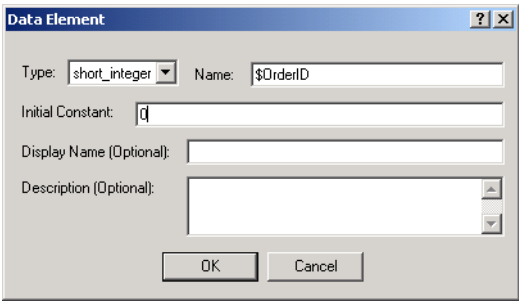 Data Element
Type: short_integer Name: $OrderID
Initial Constant: 0
Display Name (Optional):
Description (Optional):
OK Cancel